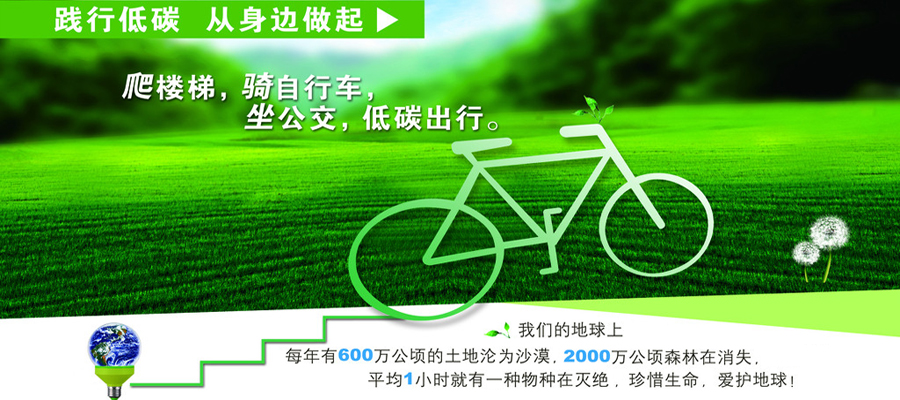 践行低碳 从身边做起
爬楼梯，骑自行车，
坐公交，低碳出行。
我们的地球上
每年有600万公顷的土地沦为沙漠，2000万公顷森林在消失，
平均1小时就有一种物种在灭绝，珍惜生命，爱护地球！